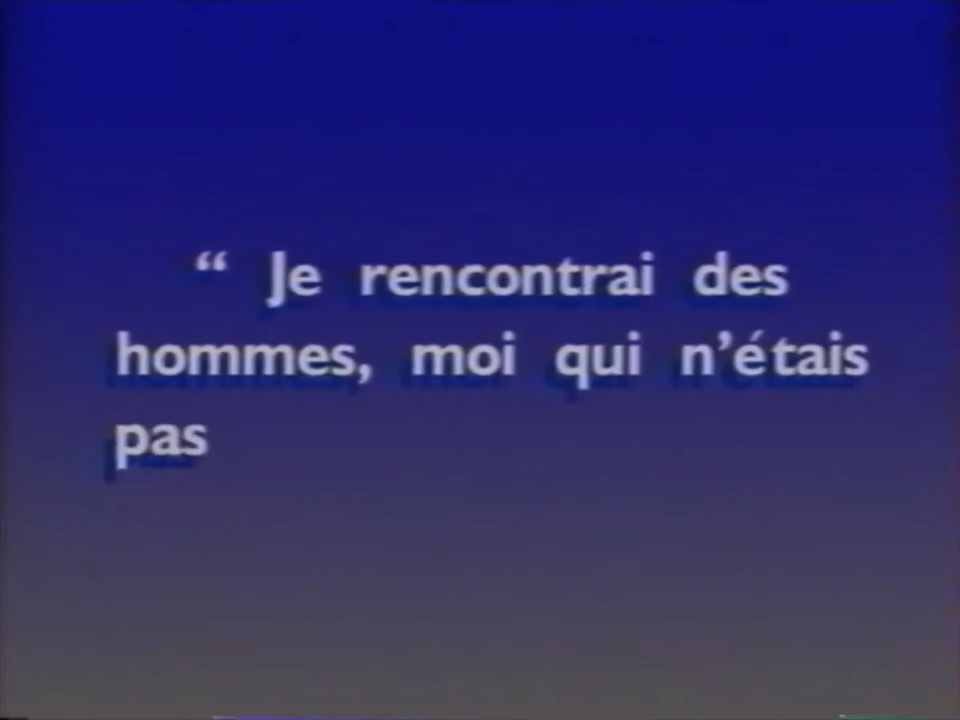 “ Je rencontrai des
hommes, moi qui n’étais
pas